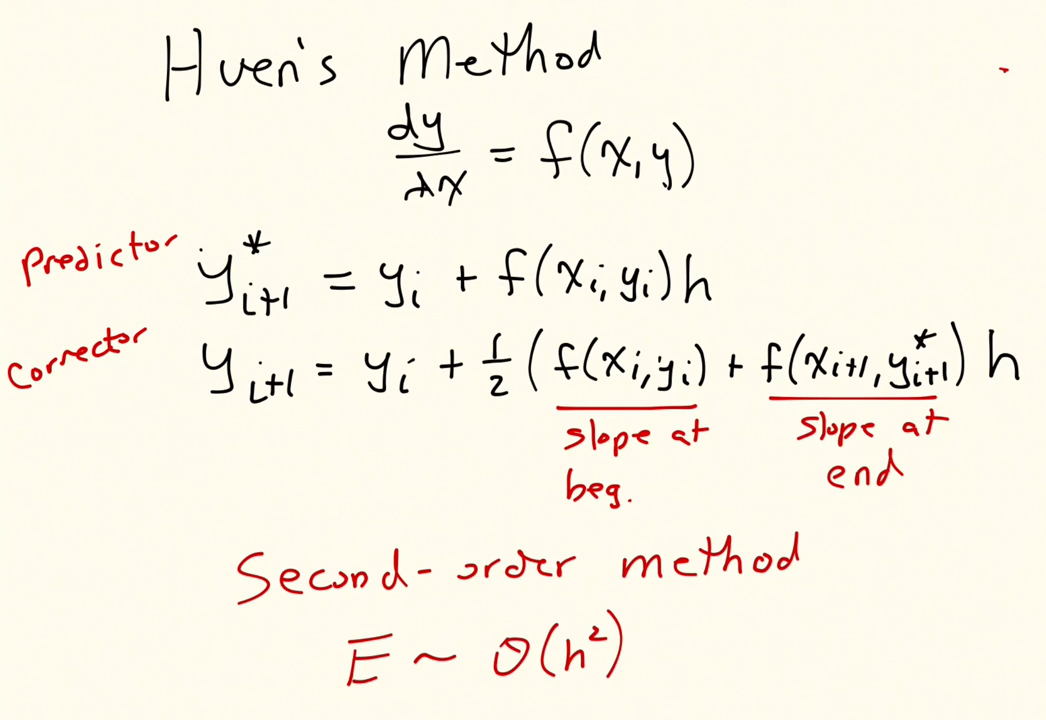 Huen's Method
dy/dx = f(x,y)
Predictor y*i+1 = yi + f(xi, yi)h
Corrector yi+1 = yi + 1/2 (f(xi, yi) + f(xi+1, y*i+1)) h
slope at beg.
slope at end
Second-order method
E ~ O(h²)